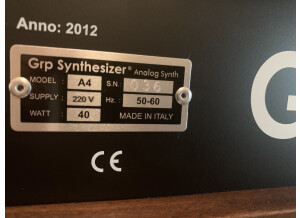 Anno: 2012
Grp Synthesizer® Analog Synth
MODEL : A4 S.N.: 036
SUPPLY : 220 V Hz.: 50-60
WATT : 40 MADE IN ITALY
CE
G